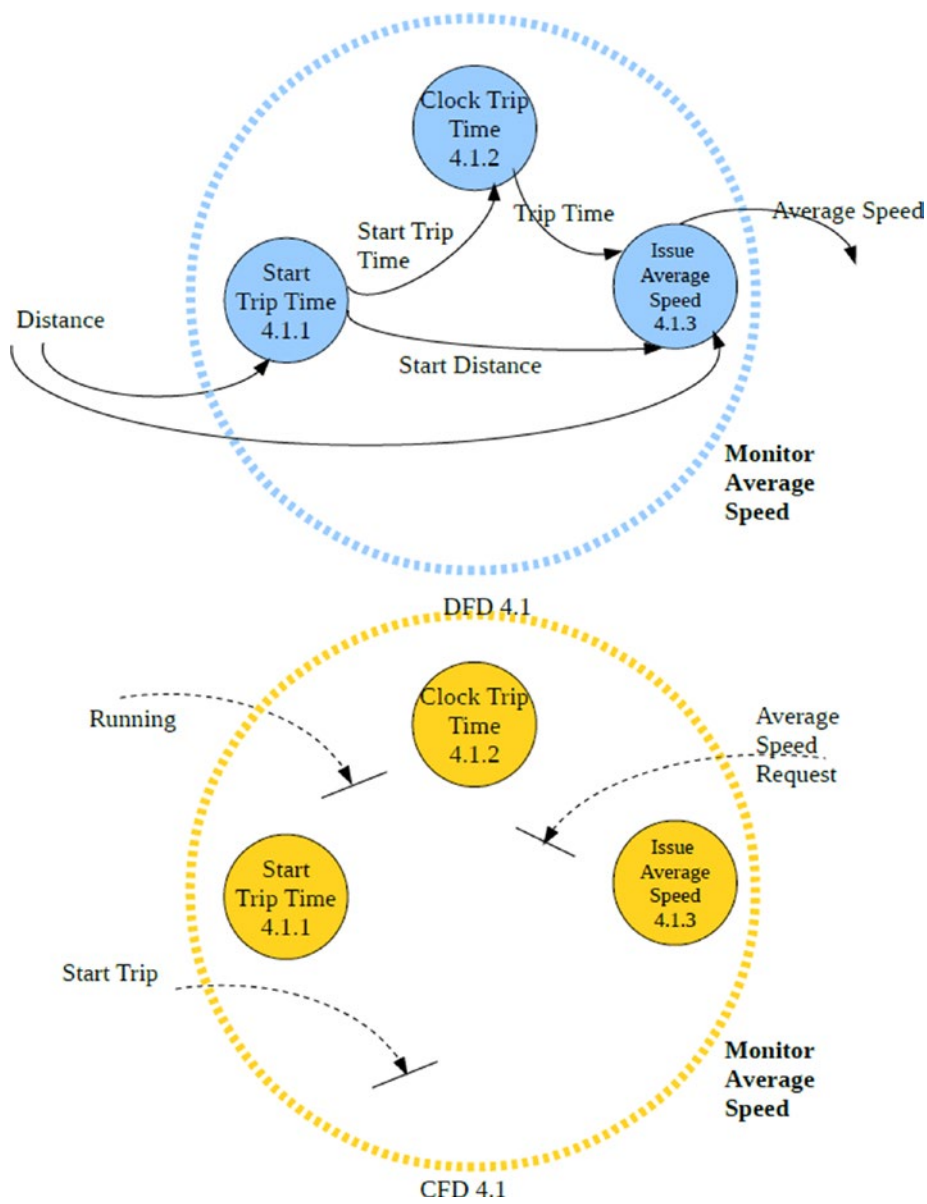 Clock Trip
Time
4.1.2
Start Trip
Time
Trip Time
Average Speed
Start
Trip Time
4.1.1
Issue
Average
Speed
4.1.3
Distance
Start Distance
Monitor
Average
Speed
DFD 4.1
Running
Clock Trip
Time
4.1.2
Average
Speed
Request
Start
Trip Time
4.1.1
Issue
Average
Speed
4.1.3
Start Trip
Monitor
Average
Speed
CFD 4.1